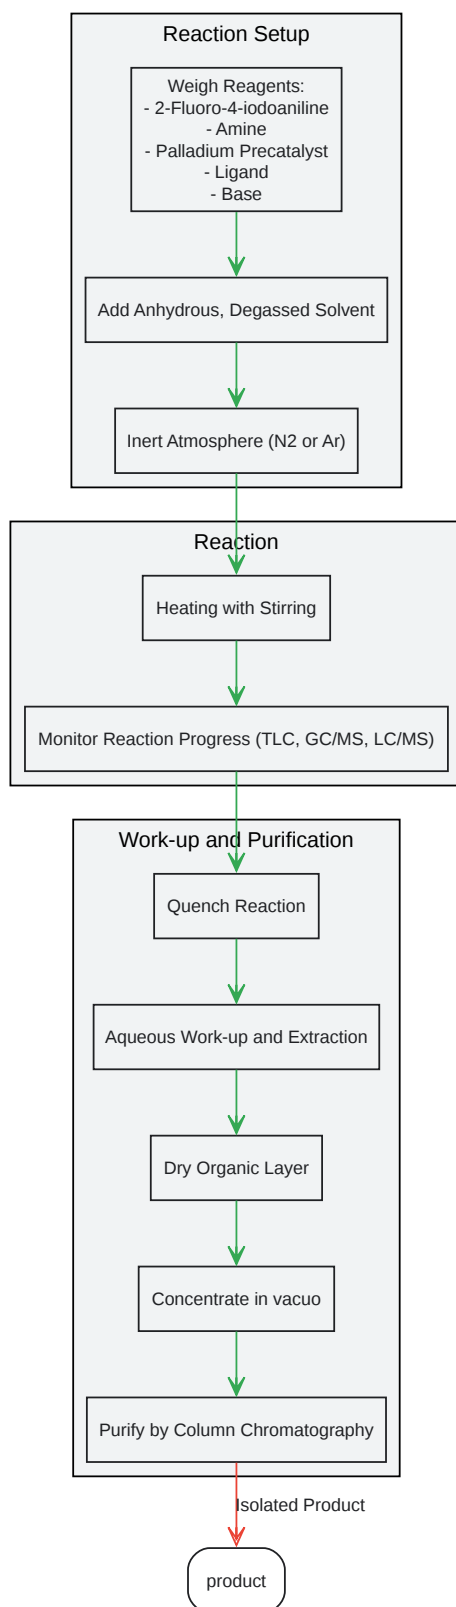 Reaction Setup
Weigh Reagents:
- 2-Fluoro-4-iodoaniline
- Amine
- Palladium Precatalyst
- Ligand
- Base
Add Anhydrous, Degassed Solvent
Inert Atmosphere (N2 or Ar)
Reaction
Heating with Stirring
Monitor Reaction Progress (TLC, GC/MS, LC/MS)
Work-up and Purification
Quench Reaction
Aqueous Work-up and Extraction
Dry Organic Layer
Concentrate in vacuo
Purify by Column Chromatography
Isolated Product
product